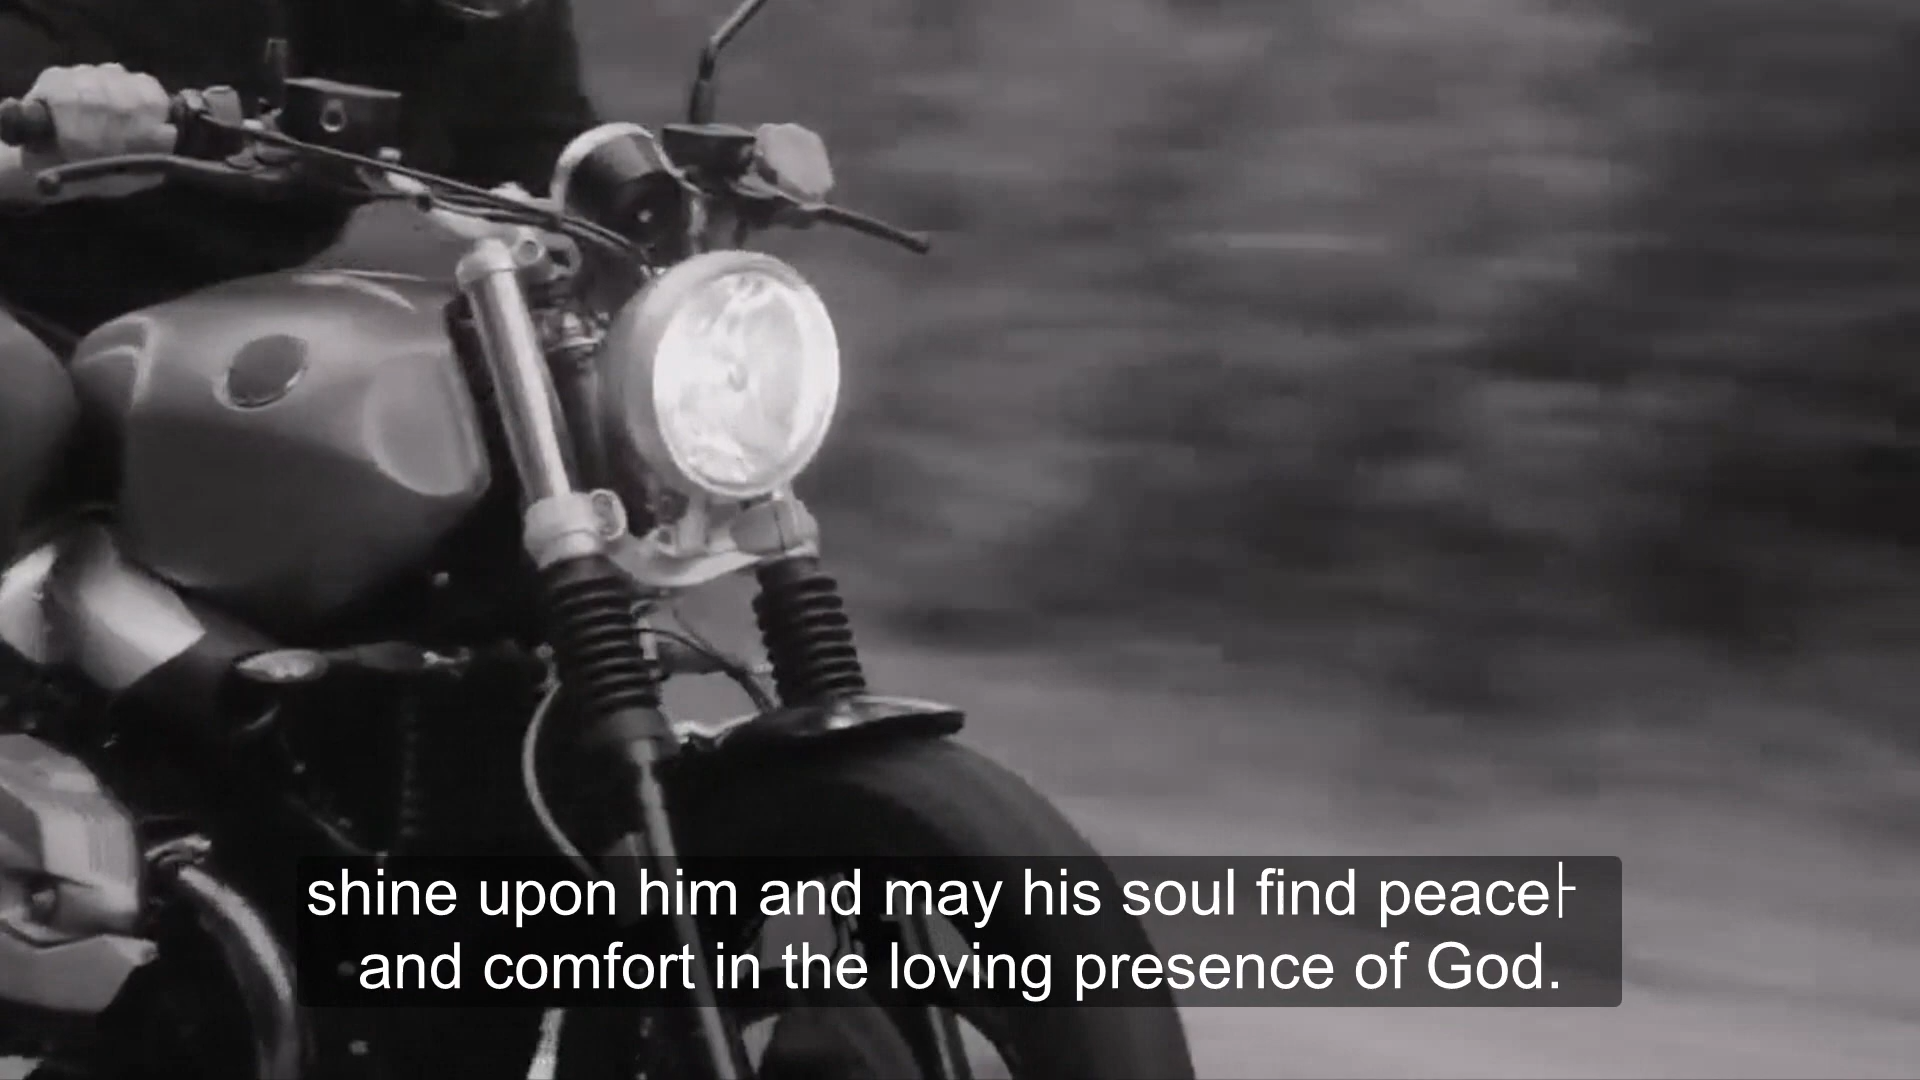 shine upon him and may his soul find peace├
and comfort in the loving presence of God.